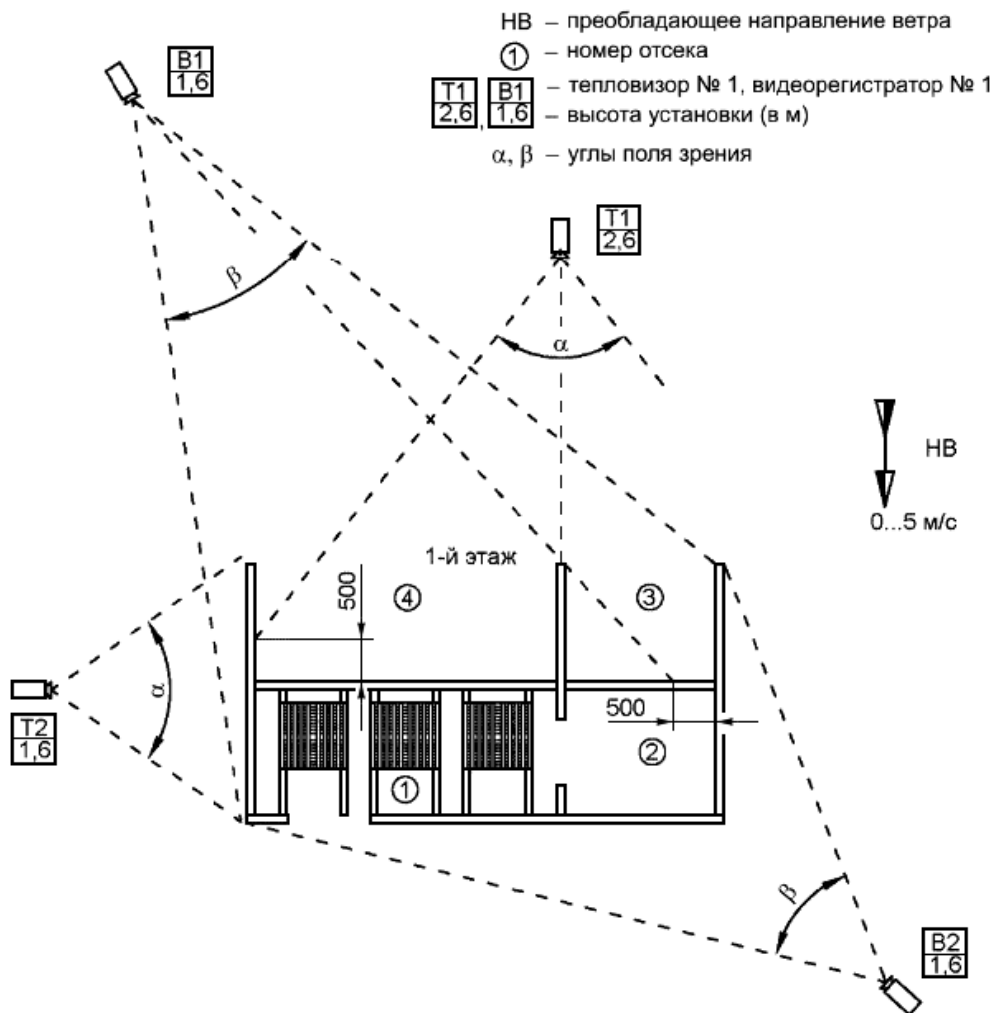 НВ – преобладающее направление ветра
① – номер отсека
Т1 2,6 , В1 1,6 – тепловизор № 1, видеорегистратор № 1
– высота установки (в м)
α, β – углы поля зрения
В1
1,6
Т1
2,6
β
α
НВ
0...5 м/с
1-й этаж
500
④
③
α
Т2
1,6
500
②
①
β
В2
1,6